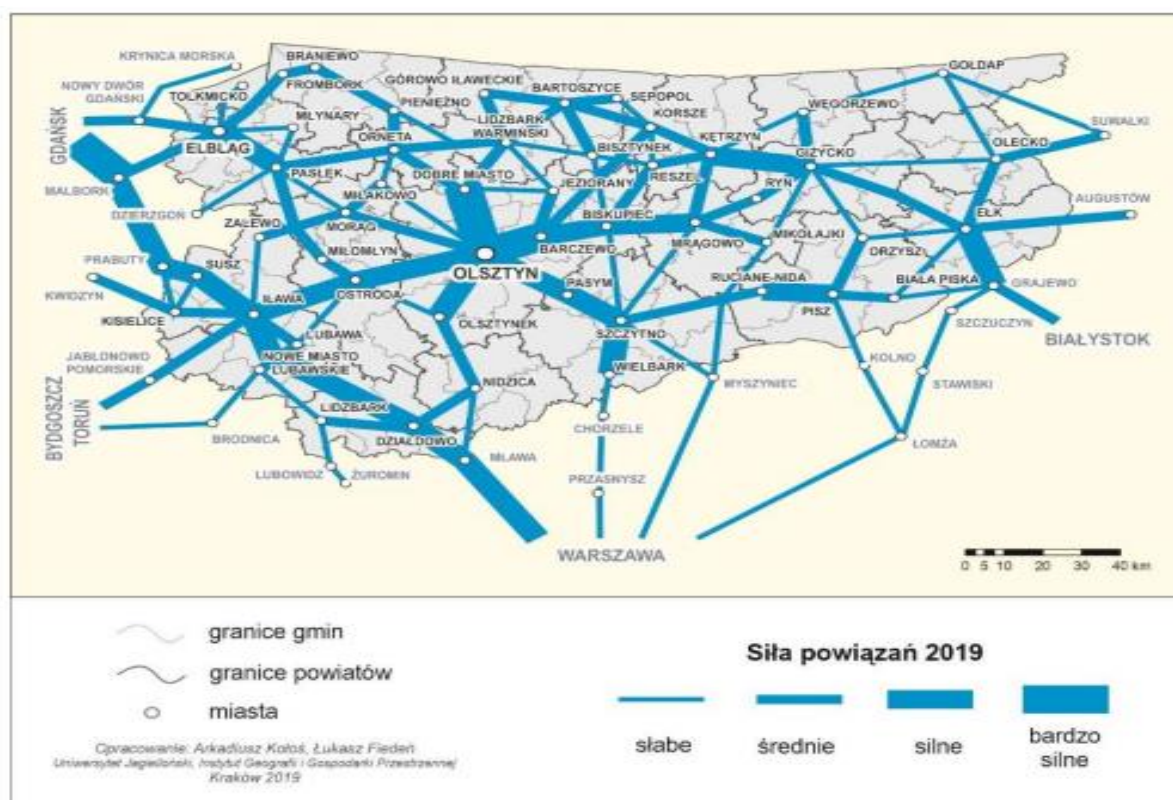 KRYNICA MORSKA
BRANIEWO
GOŁDAP
NOWY DWÓR
GDAŃSKI
TOLKMICKO
FROMBORK
GÓROWO IŁAWECKIE
BARTOSZYCE
SĘPOPOL
WĘGORZEWO
PIENIĘŻNO
GDAŃSK
MŁYNARY
LIDZBARK
WARMIŃSKI
KORSZE
SUWAŁKI
ELBLĄG
ORNETA
KĘTRZYN
GIŻYCKO
OLECKO
BISZTYNEK
PASŁĘK
DOBRE MIASTO
RESZEL
MALBORK
MIŁAKOWO
JEZIORANY
RYN
AUGUSTÓW
DZIERZGOŃ
ZALEWO
MORĄG
BISKUPIEC
EŁK
MIKOŁAJKI
BARCZEWO
MRĄGOWO
ORZYSZ
MIŁOMŁYN
PRABUTY
SUSZ
OLSZTYN
PASYM
RUCIANE-NIDA
BIAŁA PISKA
GRAJEWO
KWIDZYN
IŁAWA
OSTRÓDA
KISIELICE
OLSZTYNEK
SZCZYTNO
PISZ
SZCZUCZYN
LUBAWA
BIAŁYSTOK
JABŁONOWO
POMORSKIE
NOWE MIASTO
LUBAWSKIE
WIELBARK
KOLNO
NIDZICA
MYSZYNIEC
STAWISKI
BYDGOSZCZ
TORUŃ
LIDZBARK
BRODNICA
DZIAŁDOWO
CHORZELE
ŁOMŻA
MŁAWA
LUBOWIDZ
ŻUROMIN
PRZASNYSZ
WARSZAWA
0 5 10 20 30 40 km
granice gmin
granice powiatów
miasta
Opracowanie: Arkadiusz Kołoś, Łukasz Fiedeń
Uniwersytet Jagielloński, Instytut Geografii i Gospodarki Przestrzennej
Kraków 2019
Siła powiązań 2019
słabe
średnie
silne
bardzo
silne